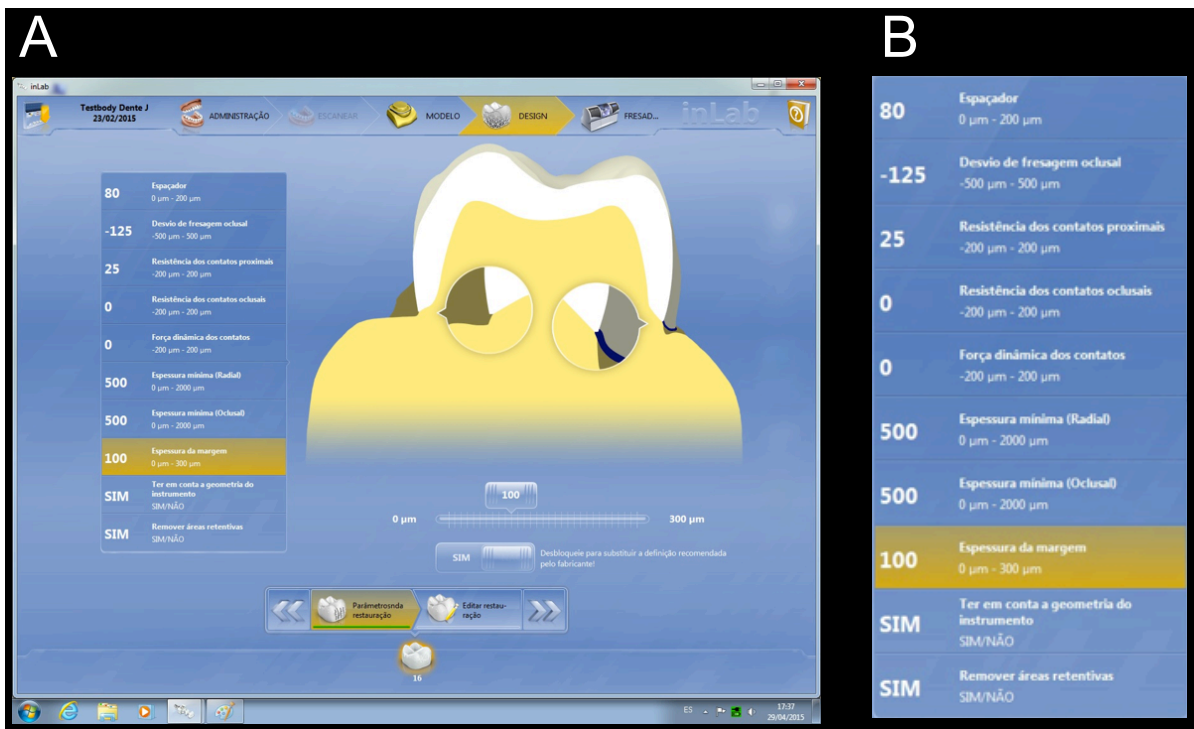 A
B
inLab
Testbody Dente J
23/02/2015
ADMINISTRAÇÃO
ESCANEAR
MODELO
DESIGN
FRESAD...
inLab
80
Espaçador
0 µm - 200 µm
-125
Desvio de fresagem oclusal
-500 µm - 500 µm
25
Resistência dos contatos proximais
-200 µm - 200 µm
0
Resistência dos contatos oclusais
-200 µm - 200 µm
0
Força dinâmica dos contatos
-200 µm - 200 µm
500
Espessura mínima (Radial)
0 µm - 2000 µm
500
Espessura mínima (Oclusal)
0 µm - 2000 µm
100
Espessura da margem
0 µm - 300 µm
SIM
Ter em conta a geometria do
instrumento
SIM/NÃO
SIM
Remover áreas retentivas
SIM/NÃO
100
0 µm
300 µm
SIM
Desbloqueie para substituir a definição recomendada
pelo fabricante!
Parâmetrosnda
restauração
Editar restau-
ração
16
ES
17:37
29/04/2015
80
Espaçador
0 µm - 200 µm
-125
Desvio de fresagem oclusal
-500 µm - 500 µm
25
Resistência dos contatos proximais
-200 µm - 200 µm
0
Resistência dos contatos oclusais
-200 µm - 200 µm
0
Força dinâmica dos contatos
-200 µm - 200 µm
500
Espessura mínima (Radial)
0 µm - 2000 µm
500
Espessura mínima (Oclusal)
0 µm - 2000 µm
100
Espessura da margem
0 µm - 300 µm
SIM
Ter em conta a geometria do
instrumento
SIM/NÃO
SIM
Remover áreas retentivas
SIM/NÃO